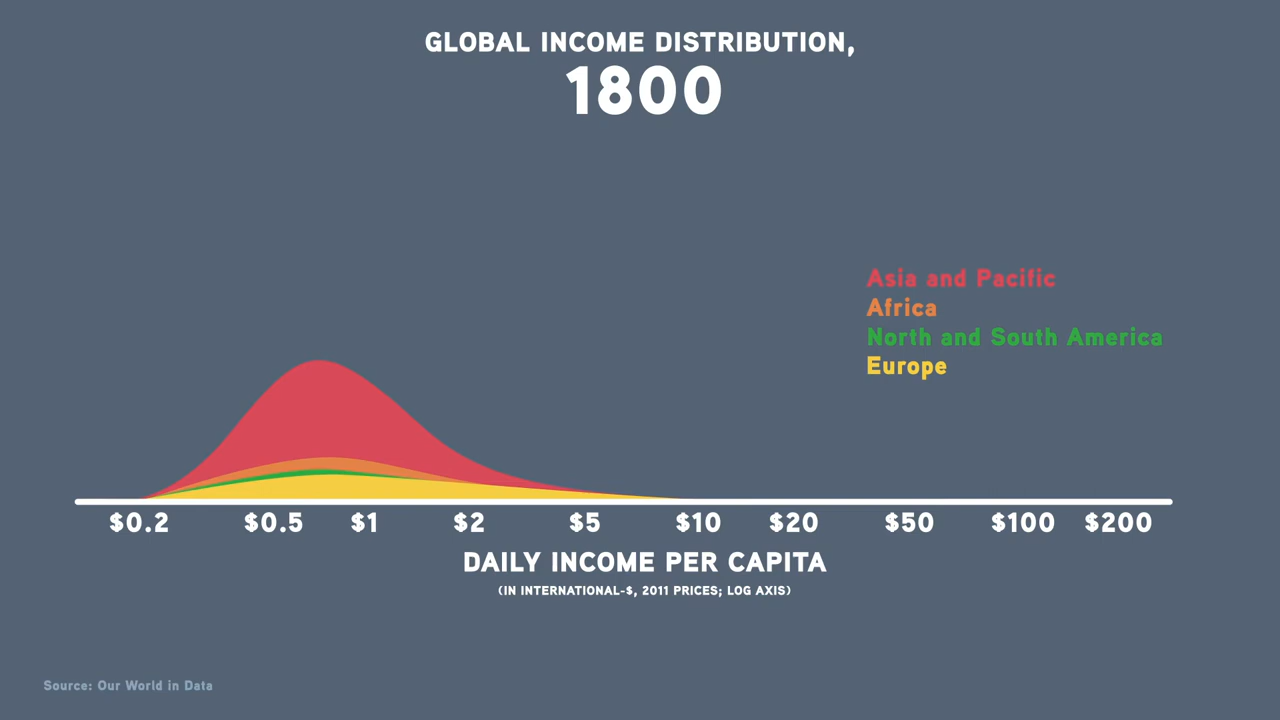 GLOBAL INCOME DISTRIBUTION,
1800
Asia and Pacific
Africa
North and South America
Europe
$0.2 $0.5 $1 $2 $5 $10 $20 $50 $100 $200
DAILY INCOME PER CAPITA
(IN INTERNATIONAL-$, 2011 PRICES; LOG AXIS)
Source: Our World in Data